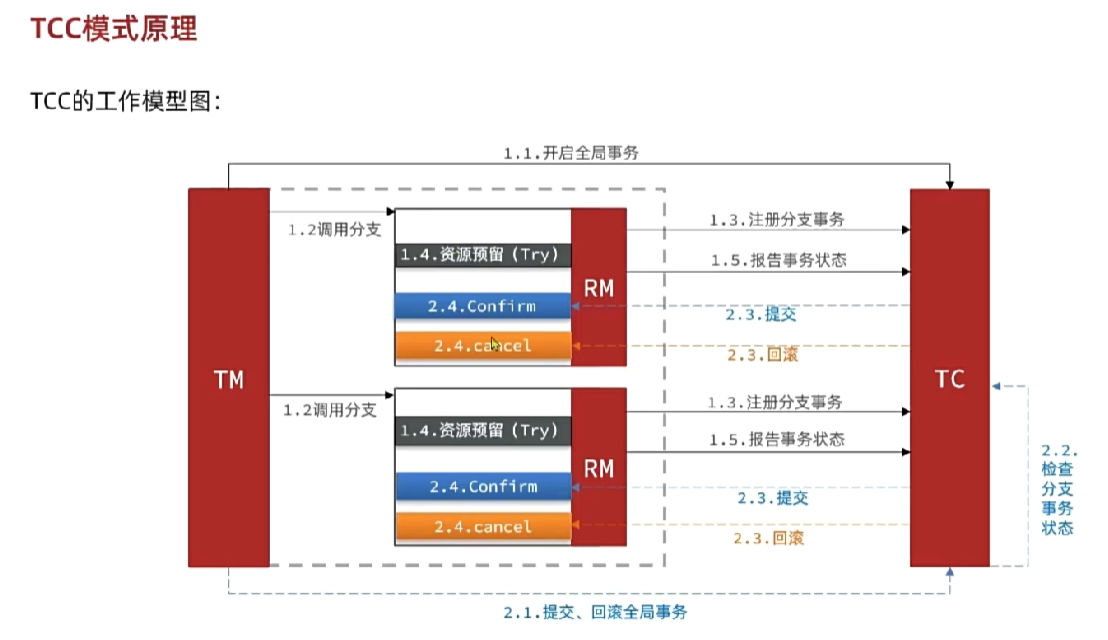 TCC模式原理
TCC的工作模型图：
1.1.开启全局事务
1.2调用分支
1.4.资源预留（Try）
2.4.Confirm
2.4.cancel
RM
1.3.注册分支事务
1.5.报告事务状态
2.3.提交
2.3.回滚
TM
TC
1.2调用分支
1.4.资源预留（Try）
2.4.Confirm
2.4.cancel
RM
1.3.注册分支事务
1.5.报告事务状态
2.3.提交
2.3.回滚
2.2.
检查
分支
事务
状态
2.1.提交、回滚全局事务